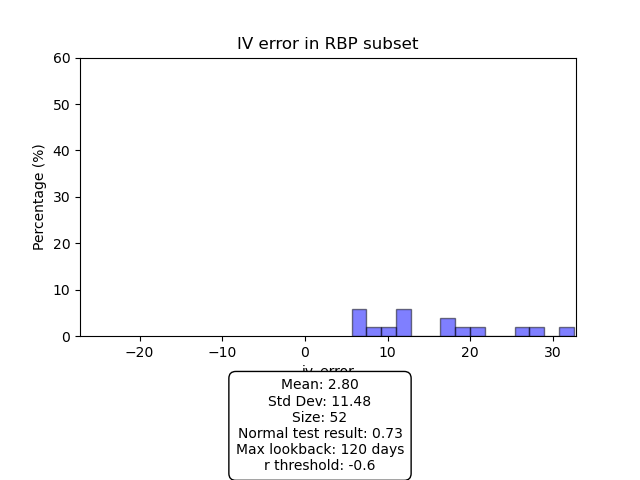 IV error in RBP subset
Percentage (%)
60
50
40
30
20
10
0
−20 −10 0 10 20 30
iv_error
Mean: 2.80
Std Dev: 11.48
Size: 52
Normal test result: 0.73
Max lookback: 120 days
r threshold: -0.6